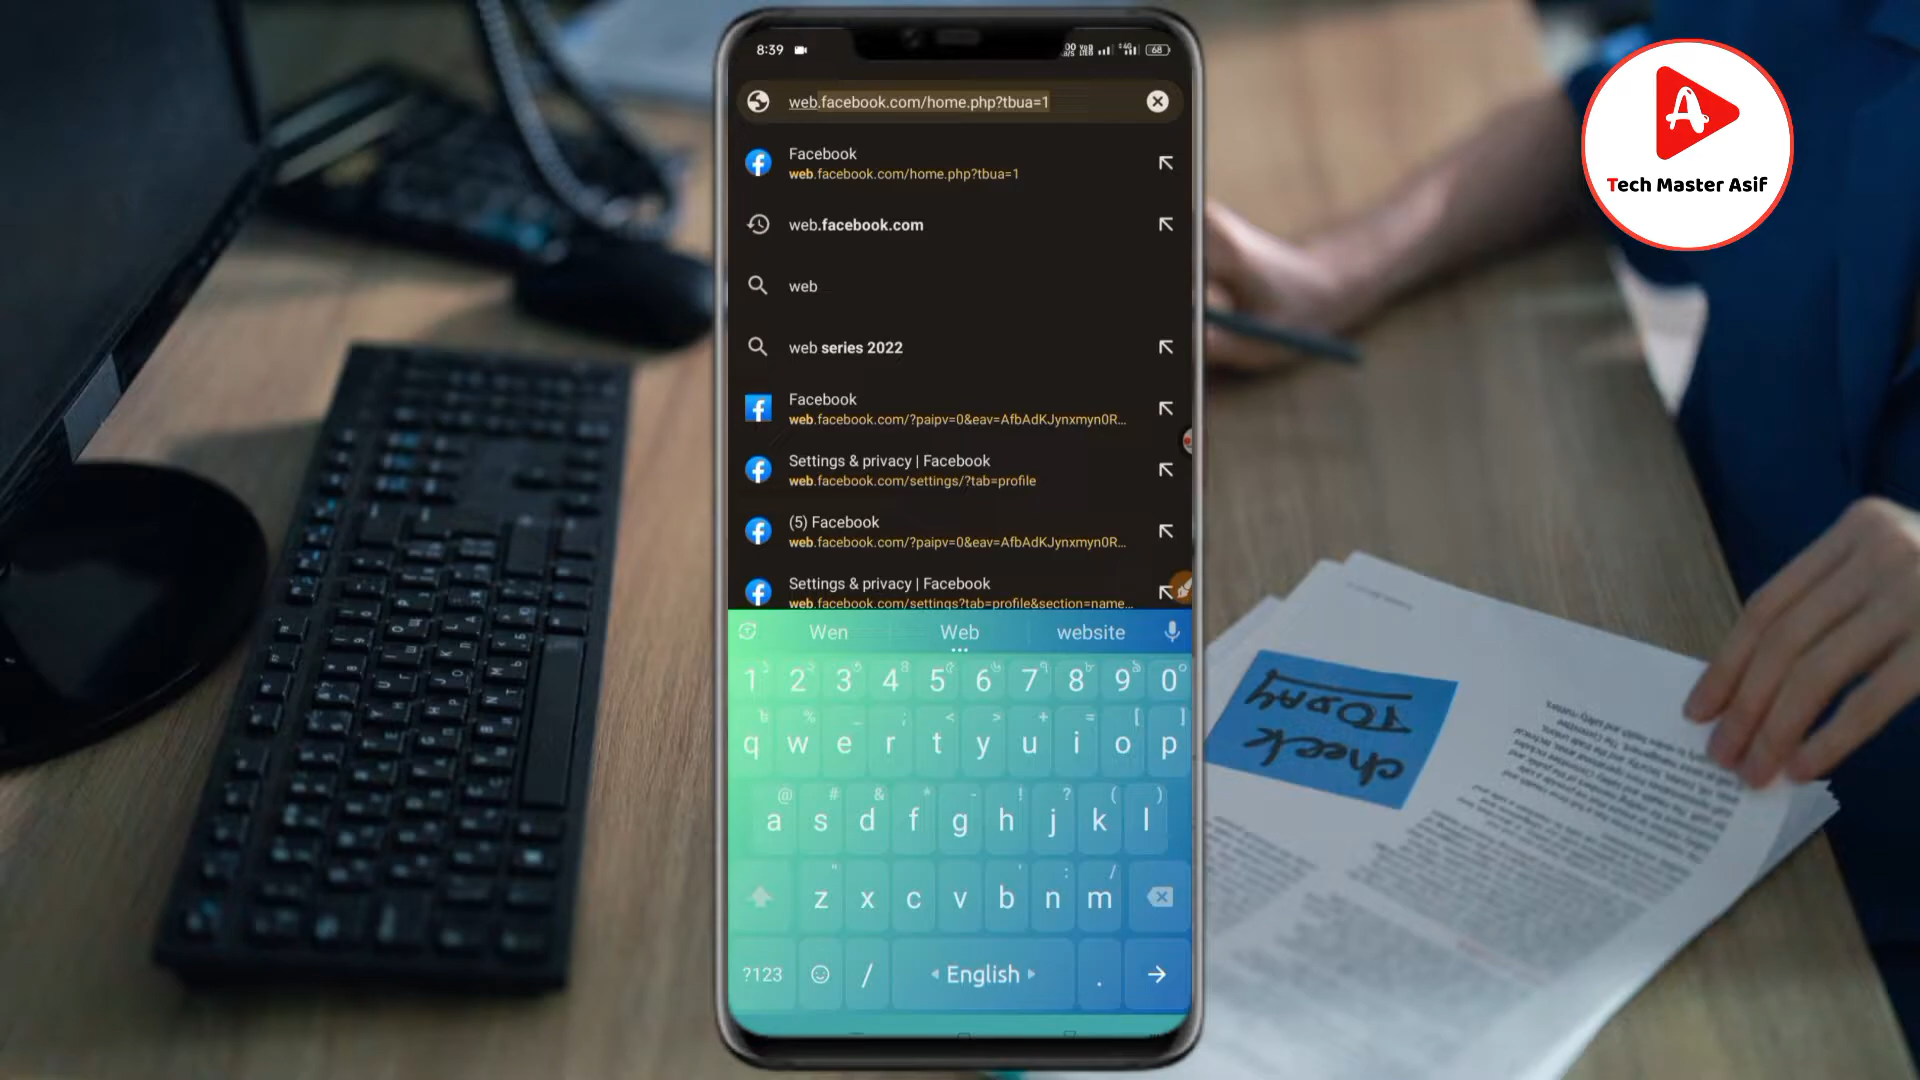 8:39
68
web.facebook.com/home.php?tbua=1
Facebook
web.facebook.com/home.php?tbua=1
web.facebook.com
web
web series 2022
Facebook
web.facebook.com/?paipv=0&eav=AfbAdKJynxmyn0R...
Settings & privacy | Facebook
web.facebook.com/settings/?tab=profile
(5) Facebook
web.facebook.com/?paipv=0&eav=AfbAdKJynxmyn0R...
Settings & privacy | Facebook
web.facebook.com/settings?tab=profile&section=name...
Wen Web website
1 2 3 4 5 6 7 8 9 0
% _ ; < > + = [ ]
q w e r t y u i o p
@ # & * - ! ? ( )
a s d f g h j k l
" ' : /
z x c v b n m
?123 / English .
Tech Master Asif
check
TODAY